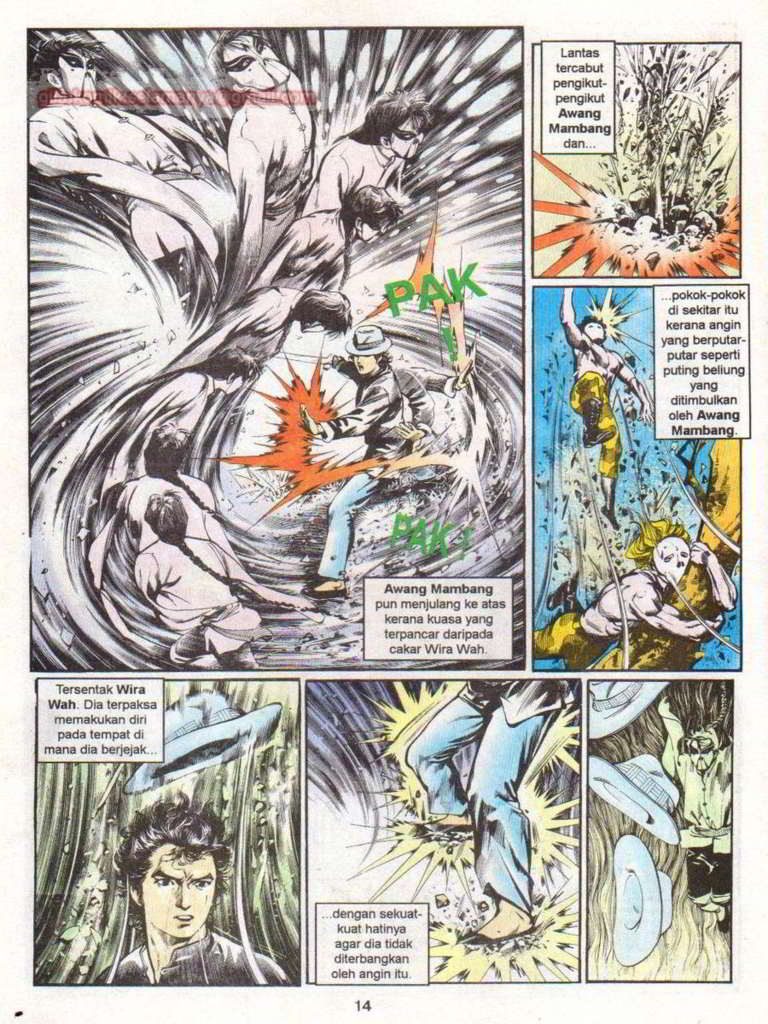 PAK
!
PAK!
Awang Mambang
pun menjulang ke atas
kerana kuasa yang
terpancar daripada
cakar Wira Wah.
Lantas
tercabut
pengikut-
pengikut
Awang
Mambang
dan...
...pokok-pokok
di sekitar itu
kerana angin
yang berputar-
putar seperti
puting beliung
yang
ditimbulkan
oleh Awang
Mambang.
Tersentak Wira
Wah. Dia terpaksa
memakukan diri
pada tempat di
mana dia berjejak...
...dengan sekuat-
kuat hatinya
agar dia tidak
diterbangkan
oleh angin itu.
14